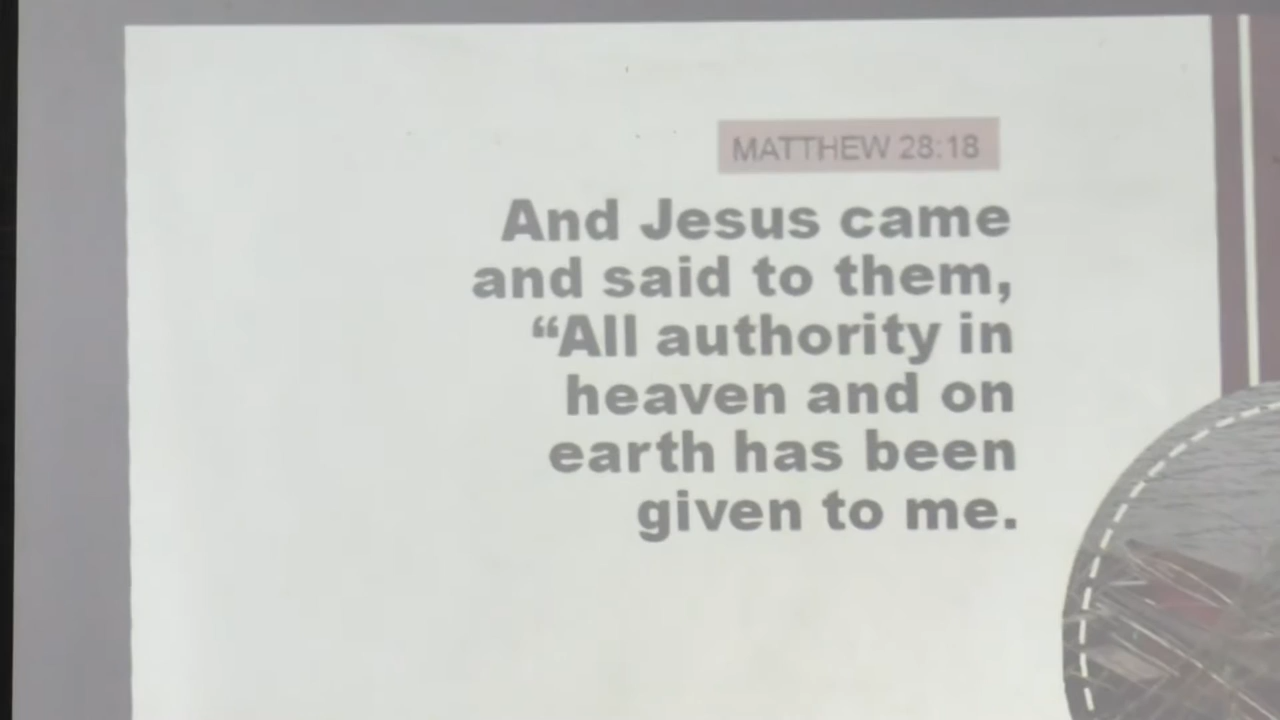 MATTHEW 28:18
And Jesus came
and said to them,
“All authority in
heaven and on
earth has been
given to me.